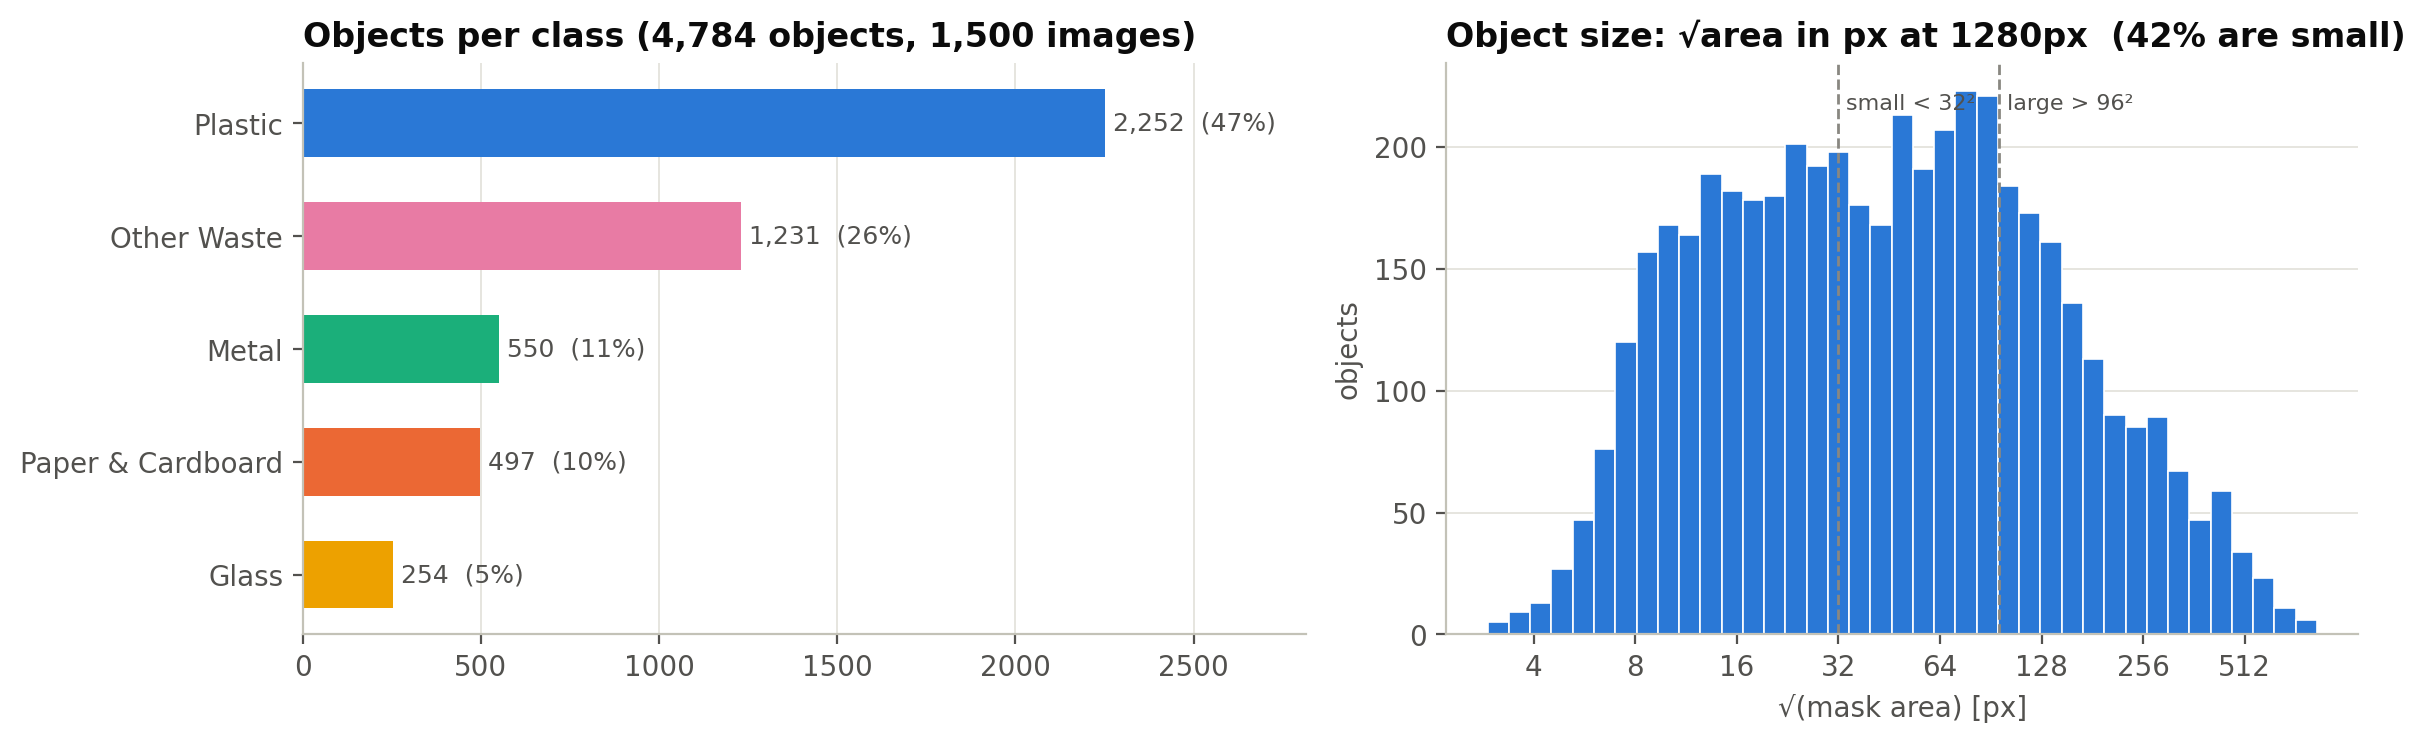 Objects per class (4,784 objects, 1,500 images)
Plastic
2,252 (47%)
Other Waste
1,231 (26%)
Metal
550 (11%)
Paper & Cardboard
497 (10%)
Glass
254 (5%)
0 500 1000 1500 2000 2500
Object size: √area in px at 1280px (42% are small)
small < 32²
large > 96²
objects
200
150
100
50
0
4 8 16 32 64 128 256 512
√(mask area) [px]